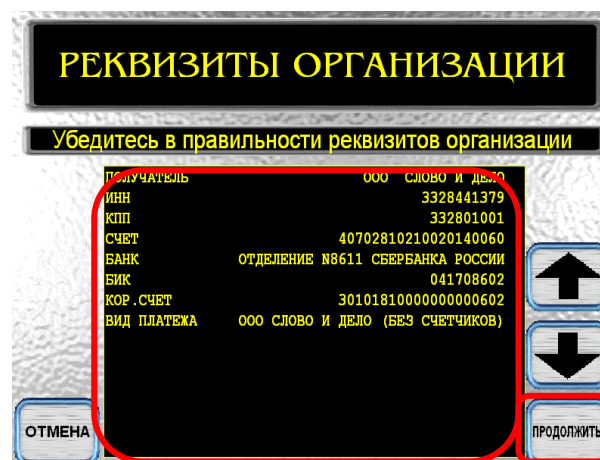 РЕКВИЗИТЫ ОРГАНИЗАЦИИ
Убедитесь в правильности реквизитов организации
ПОЛУЧАТЕЛЬ ООО СЛОВО И ДЕЛО
ИНН 3328441379
КПП 332801001
СЧЕТ 40702810210020140060
БАНК ОТДЕЛЕНИЕ N8611 СБЕРБАНКА РОССИИ
БИК 041708602
КОР.СЧЕТ 30101810000000000602
ВИД ПЛАТЕЖА ООО СЛОВО И ДЕЛО (БЕЗ СЧЕТЧИКОВ)
ОТМЕНА
ПРОДОЛЖИТЬ